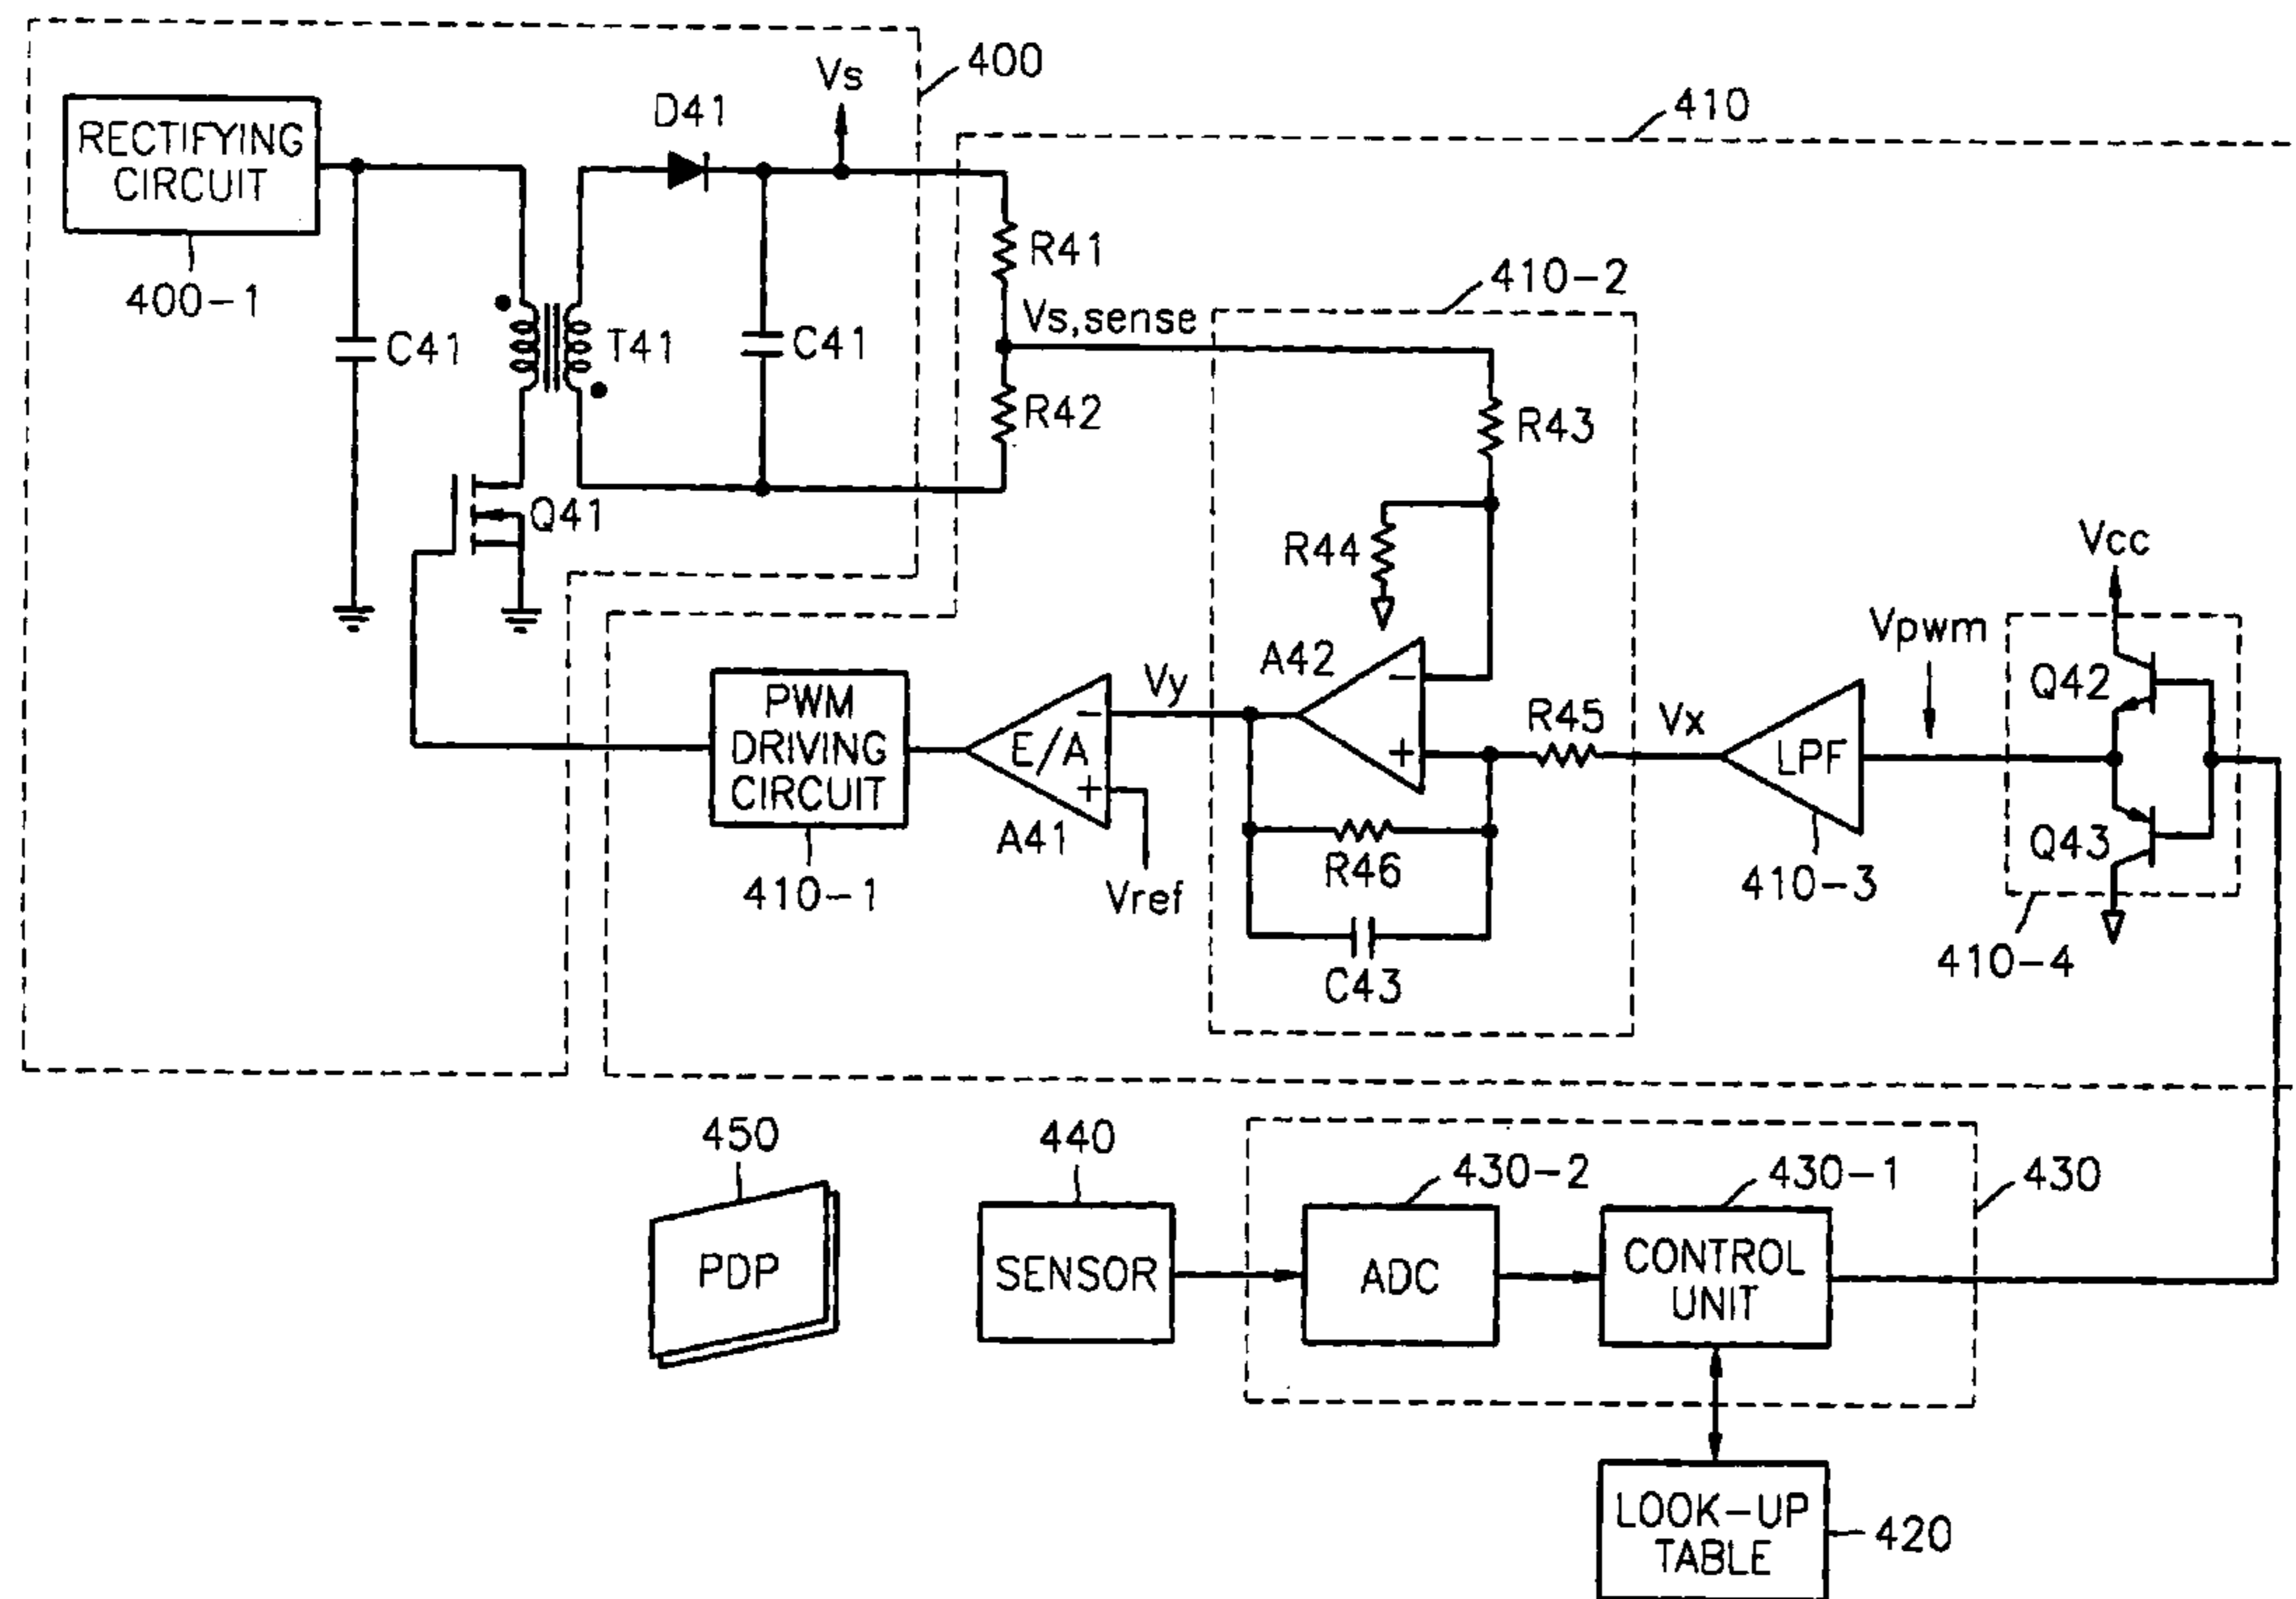 400
Vs
D41
410
RECTIFYING
CIRCUIT
400-1
R41
410-2
Vs,sense
C41
T41
C41
R42
R43
Q41
R44
Vcc
A42
Vpwm
Vy
PWM
DRIVING
CIRCUIT
−
E/A
+
−
+
R45
Vx
LPF
Q42
A41
R46
Q43
410-1
Vref
410-3
410-4
C43
450
440
430-2
430-1
430
PDP
SENSOR
ADC
CONTROL
UNIT
LOOK-UP
TABLE
420